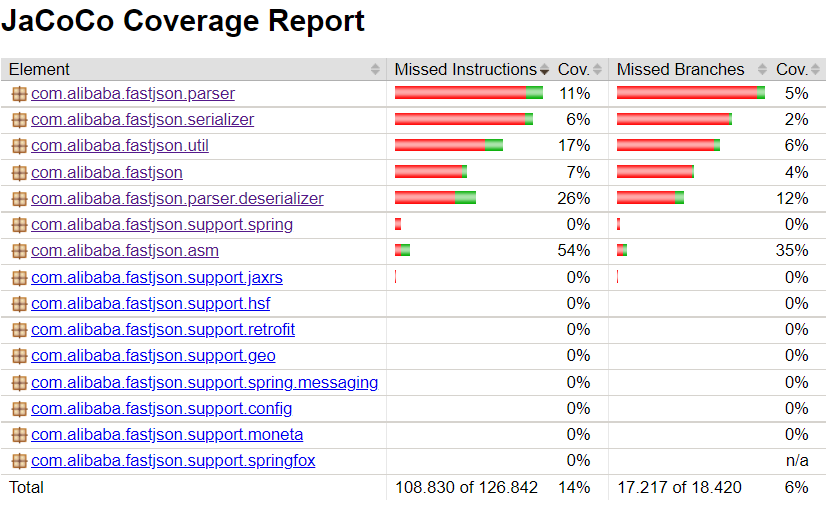 JaCoCo Coverage Report
Element Missed Instructions Cov. Missed Branches Cov.
com.alibaba.fastjson.parser 11% 5%
com.alibaba.fastjson.serializer 6% 2%
com.alibaba.fastjson.util 17% 6%
com.alibaba.fastjson 7% 4%
com.alibaba.fastjson.parser.deserializer 26% 12%
com.alibaba.fastjson.support.spring 0% 0%
com.alibaba.fastjson.asm 54% 35%
com.alibaba.fastjson.support.jaxrs 0% 0%
com.alibaba.fastjson.support.hsf 0% 0%
com.alibaba.fastjson.support.retrofit 0% 0%
com.alibaba.fastjson.support.geo 0% 0%
com.alibaba.fastjson.support.spring.messaging 0% 0%
com.alibaba.fastjson.support.config 0% 0%
com.alibaba.fastjson.support.moneta 0% 0%
com.alibaba.fastjson.support.springfox 0% n/a
Total 108.830 of 126.842 14% 17.217 of 18.420 6%